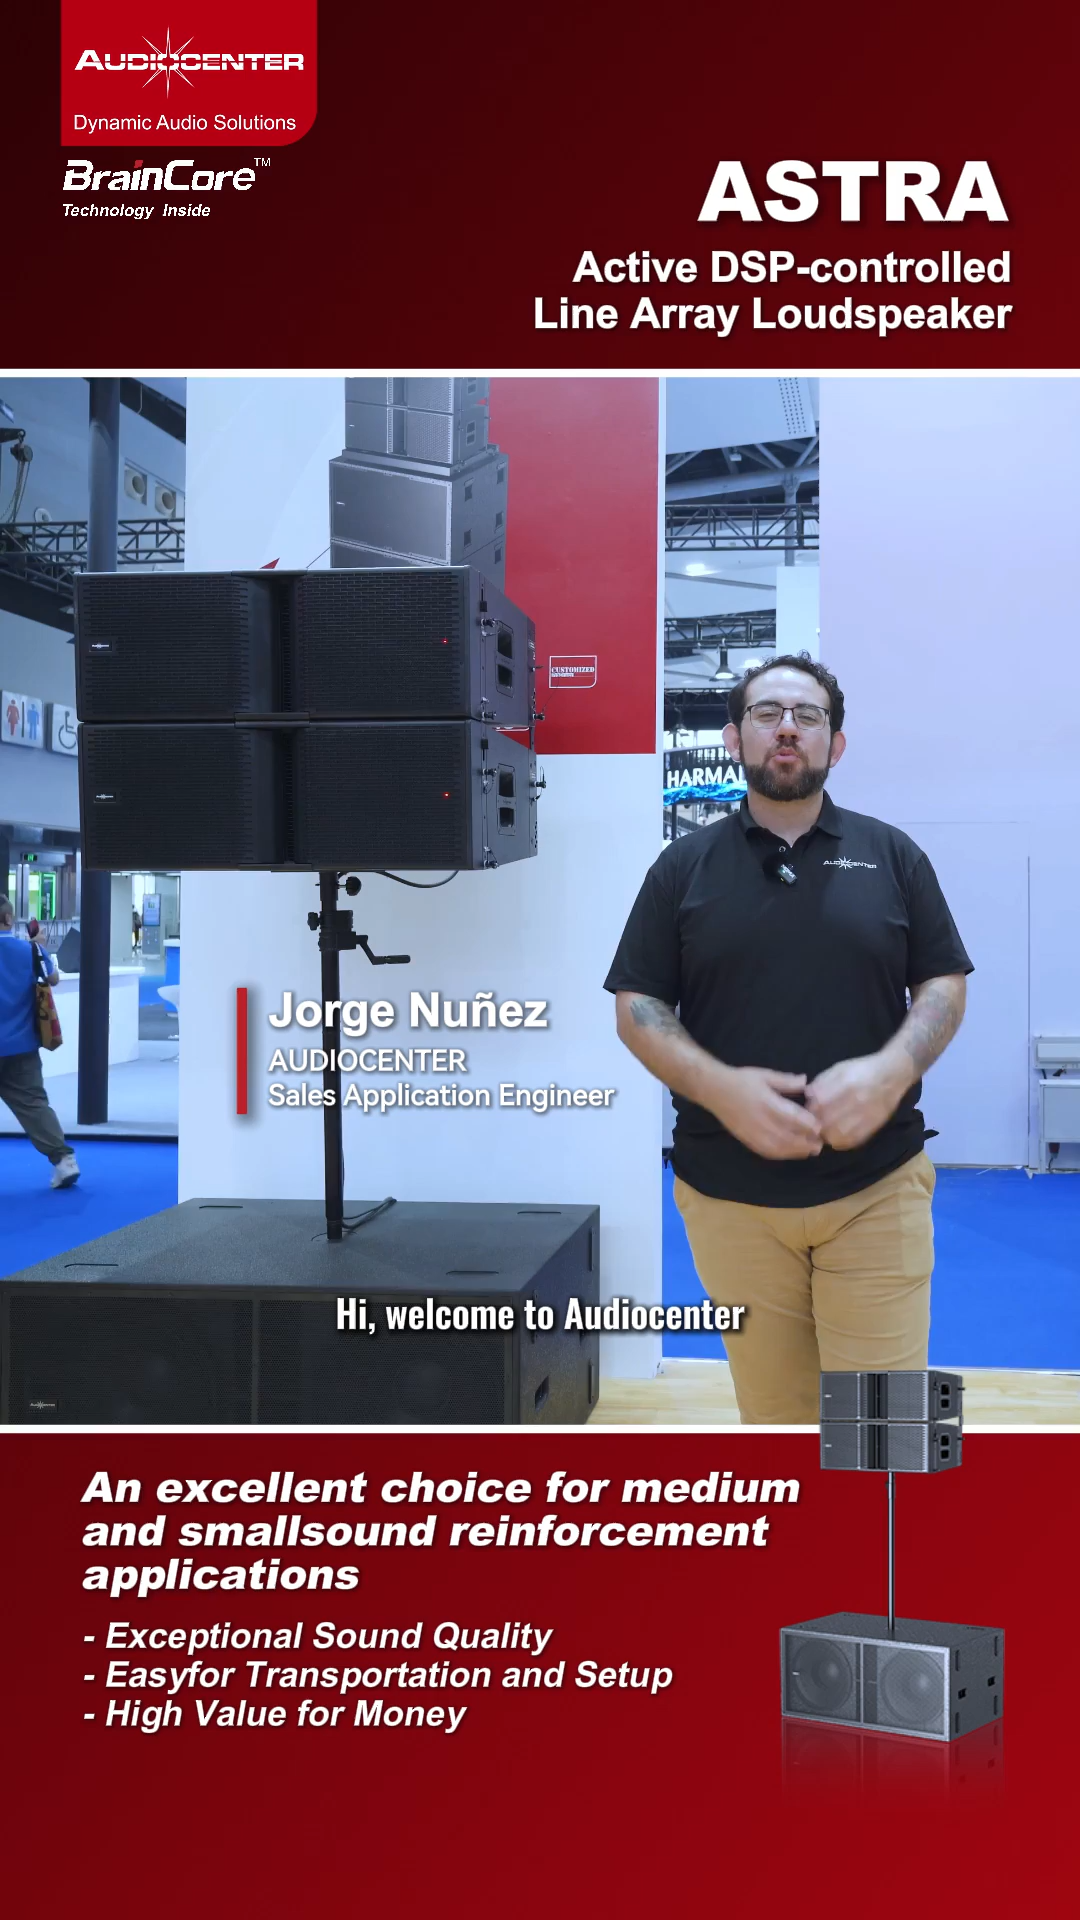 AUDIOCENTER
Dynamic Audio Solutions
BrainCore™
Technology Inside
ASTRA
Active DSP-controlled
Line Array Loudspeaker
CUSTOMIZED
HARMA
AUDIOCENTER
Jorge Nuñez
AUDIOCENTER
Sales Application Engineer
Hi, welcome to Audiocenter
An excellent choice for medium
and smallsound reinforcement
applications
- Exceptional Sound Quality
- Easyfor Transportation and Setup
- High Value for Money